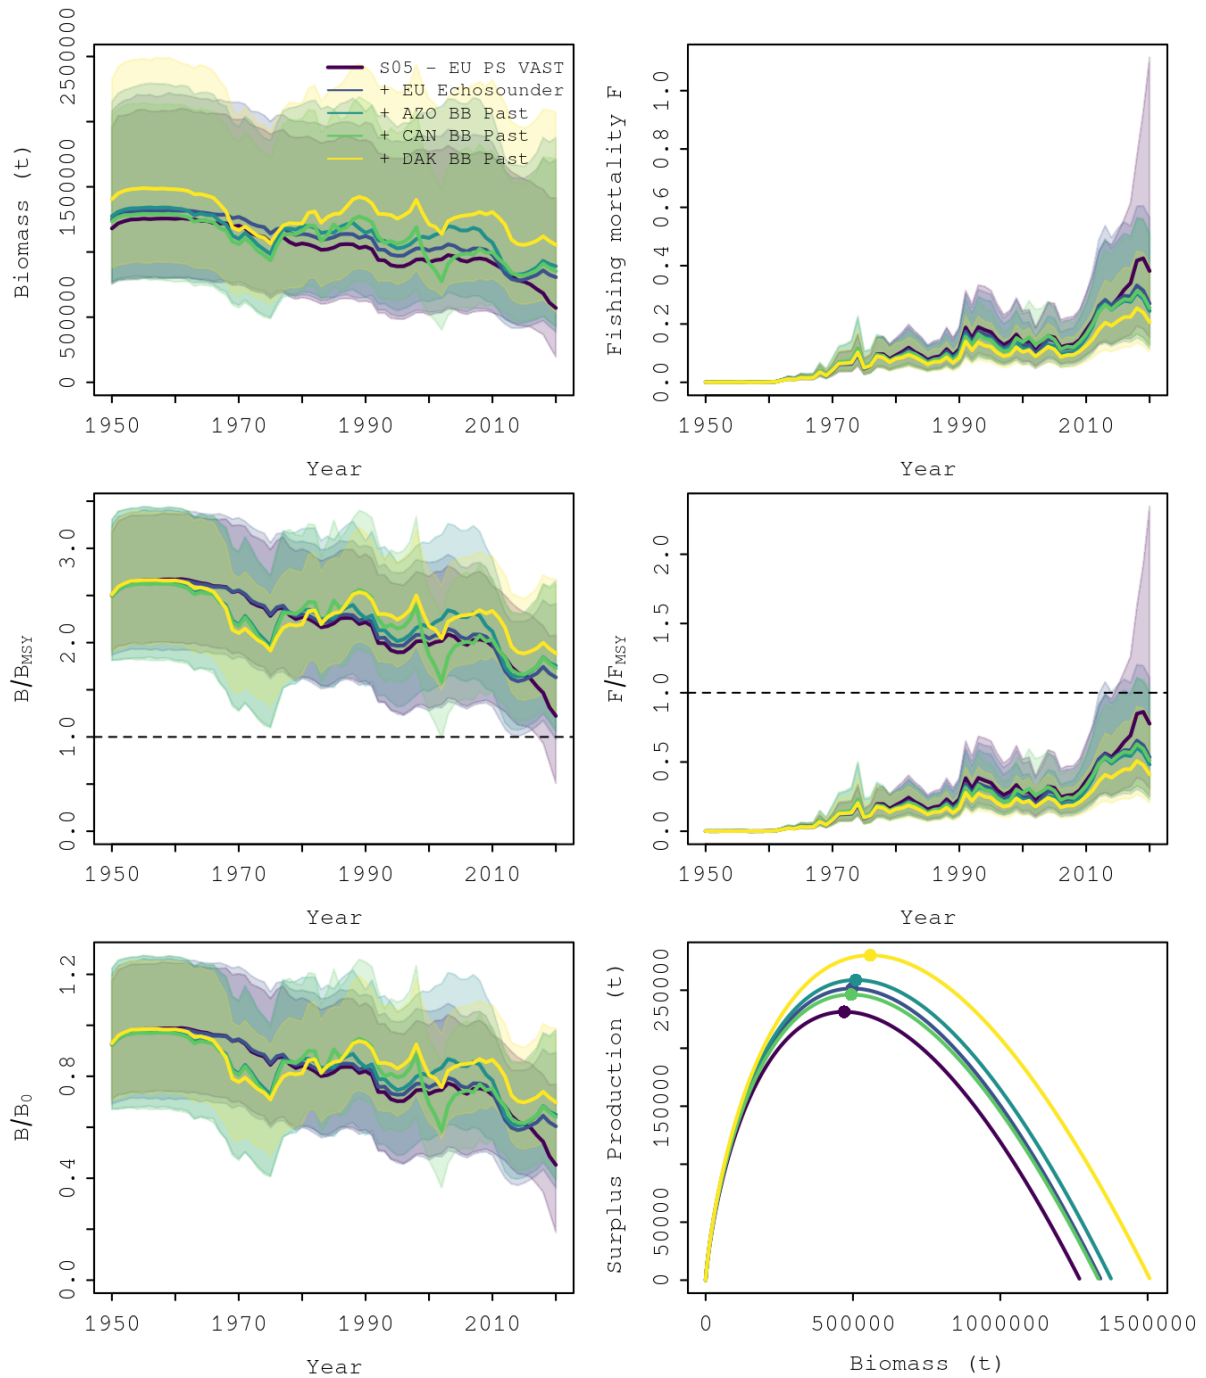 Biomass (t)
0
500000
1500000
2500000
S05 - EU PS VAST
+ EU Echosounder
+ AZO BB Past
+ CAN BB Past
+ DAK BB Past
1950 1970 1990 2010
Year
Fishing mortality F
0.0
0.2
0.4
0.6
0.8
1.0
1950 1970 1990 2010
Year
B/BMSY
0.0
1.0
2.0
3.0
1950 1970 1990 2010
Year
F/FMSY
0.0
0.5
1.0
1.5
2.0
1950 1970 1990 2010
Year
B/B0
0.0
0.4
0.8
1.2
1950 1970 1990 2010
Year
Surplus Production (t)
0
50000
150000
250000
0 500000 1000000 1500000
Biomass (t)